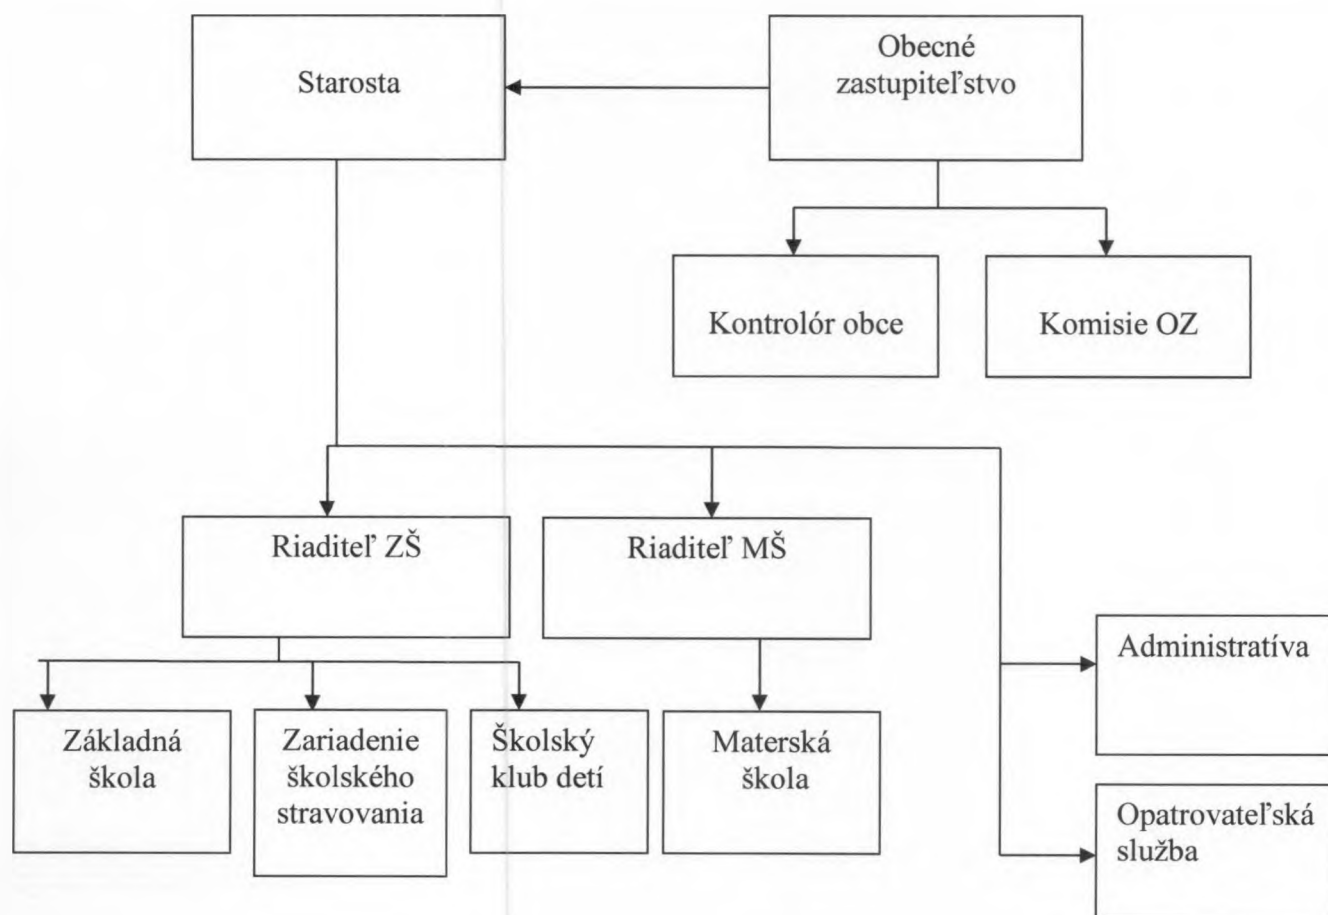 Starosta
Obecné
zastupiteľstvo
Kontrolór obce
Komisie OZ
Riaditeľ ZŠ
Riaditeľ MŠ
Administratíva
Základná
škola
Zariadenie
školského
stravovania
Školský
klub detí
Materská
škola
Opatrovateľská
služba